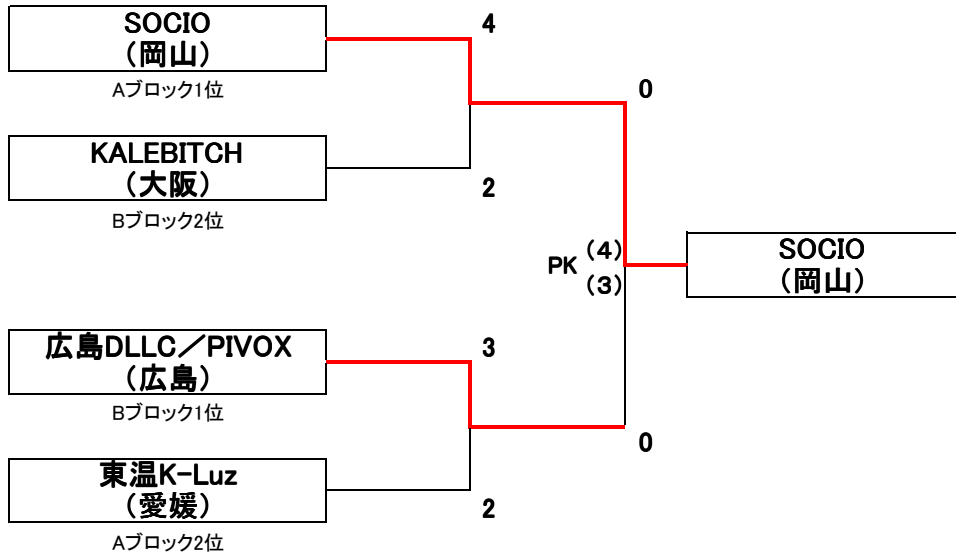 SOCIO
（岡山）
Aブロック1位
4
0
KALEBITCH
（大阪）
Bブロック2位
2
PK（4）
（3）
SOCIO
（岡山）
広島DLLC／PIVOX
（広島）
Bブロック1位
3
0
東温K-Luz
（愛媛）
Aブロック2位
2